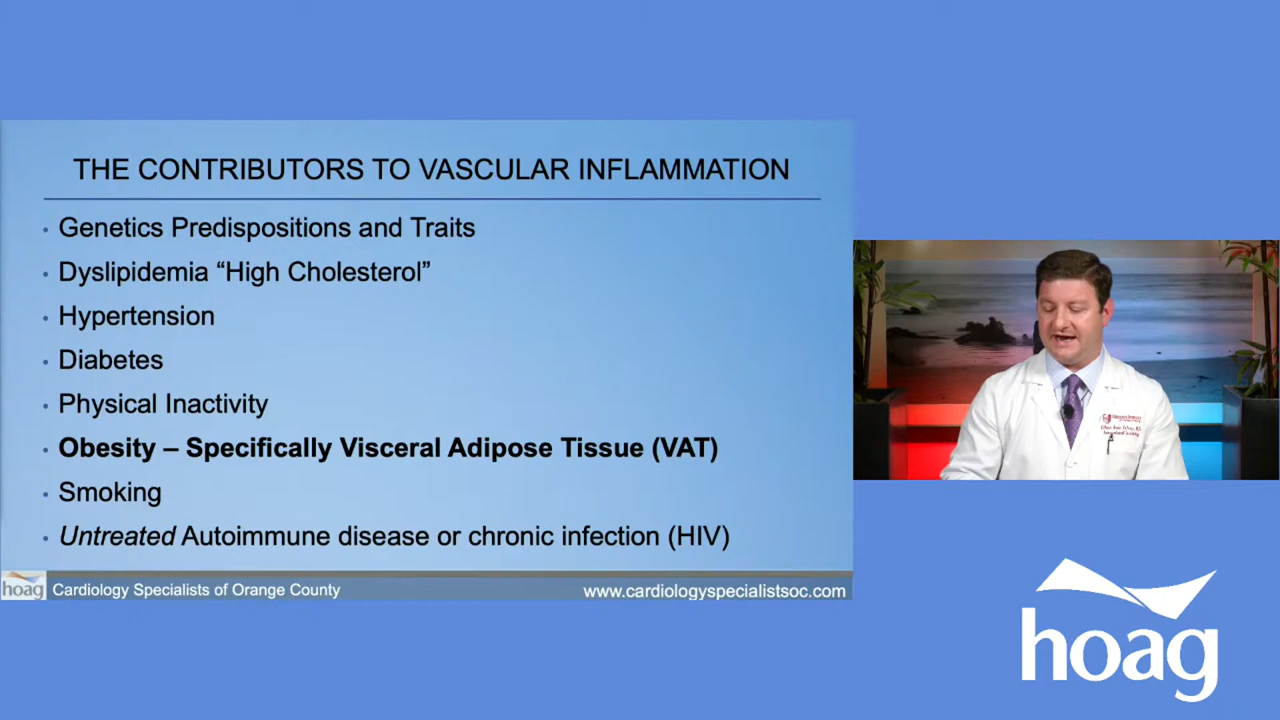 THE CONTRIBUTORS TO VASCULAR INFLAMMATION
• Genetics Predispositions and Traits
• Dyslipidemia “High Cholesterol”
• Hypertension
• Diabetes
• Physical Inactivity
• Obesity – Specifically Visceral Adipose Tissue (VAT)
• Smoking
• Untreated Autoimmune disease or chronic infection (HIV)
hoag Cardiology Specialists of Orange County
www.cardiologyspecialistsoc.com
hoag